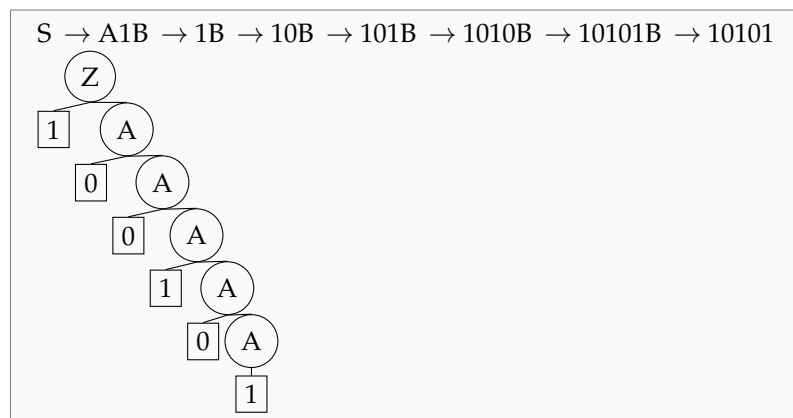 S → A1B → 1B → 10B → 101B → 1010B → 10101B → 10101
Z
1 A
0 A
0 A
1 A
0 A
1